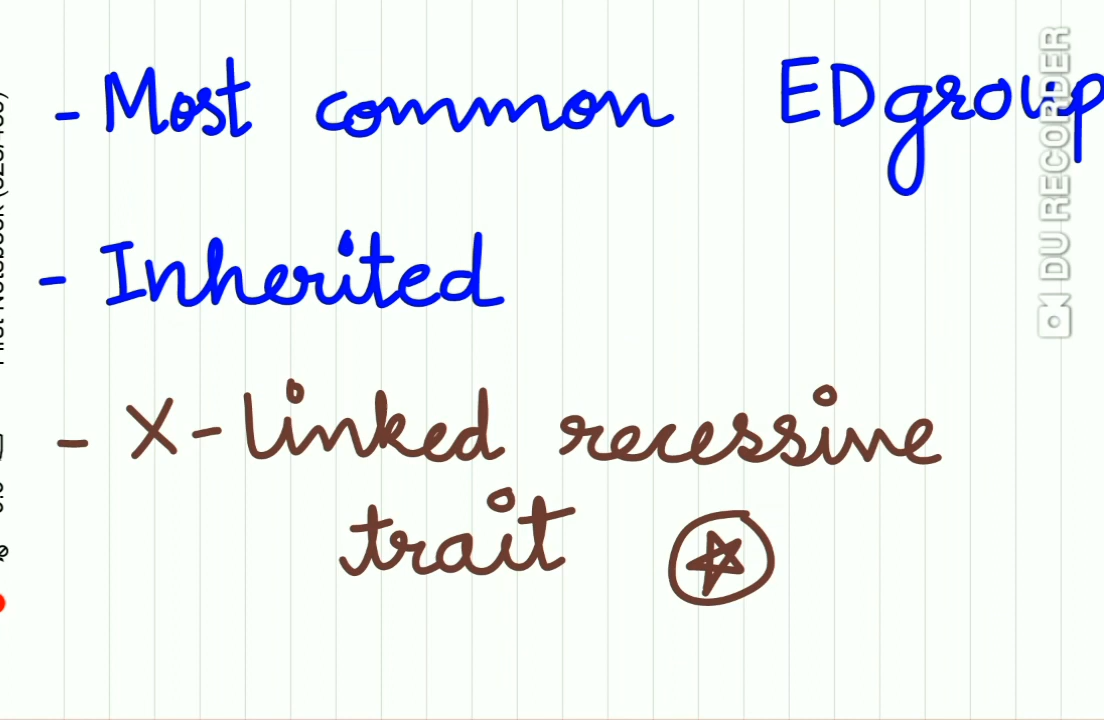 - Most common EDgroup
- Inherited
- X-linked recessive
trait
DU RECORDER